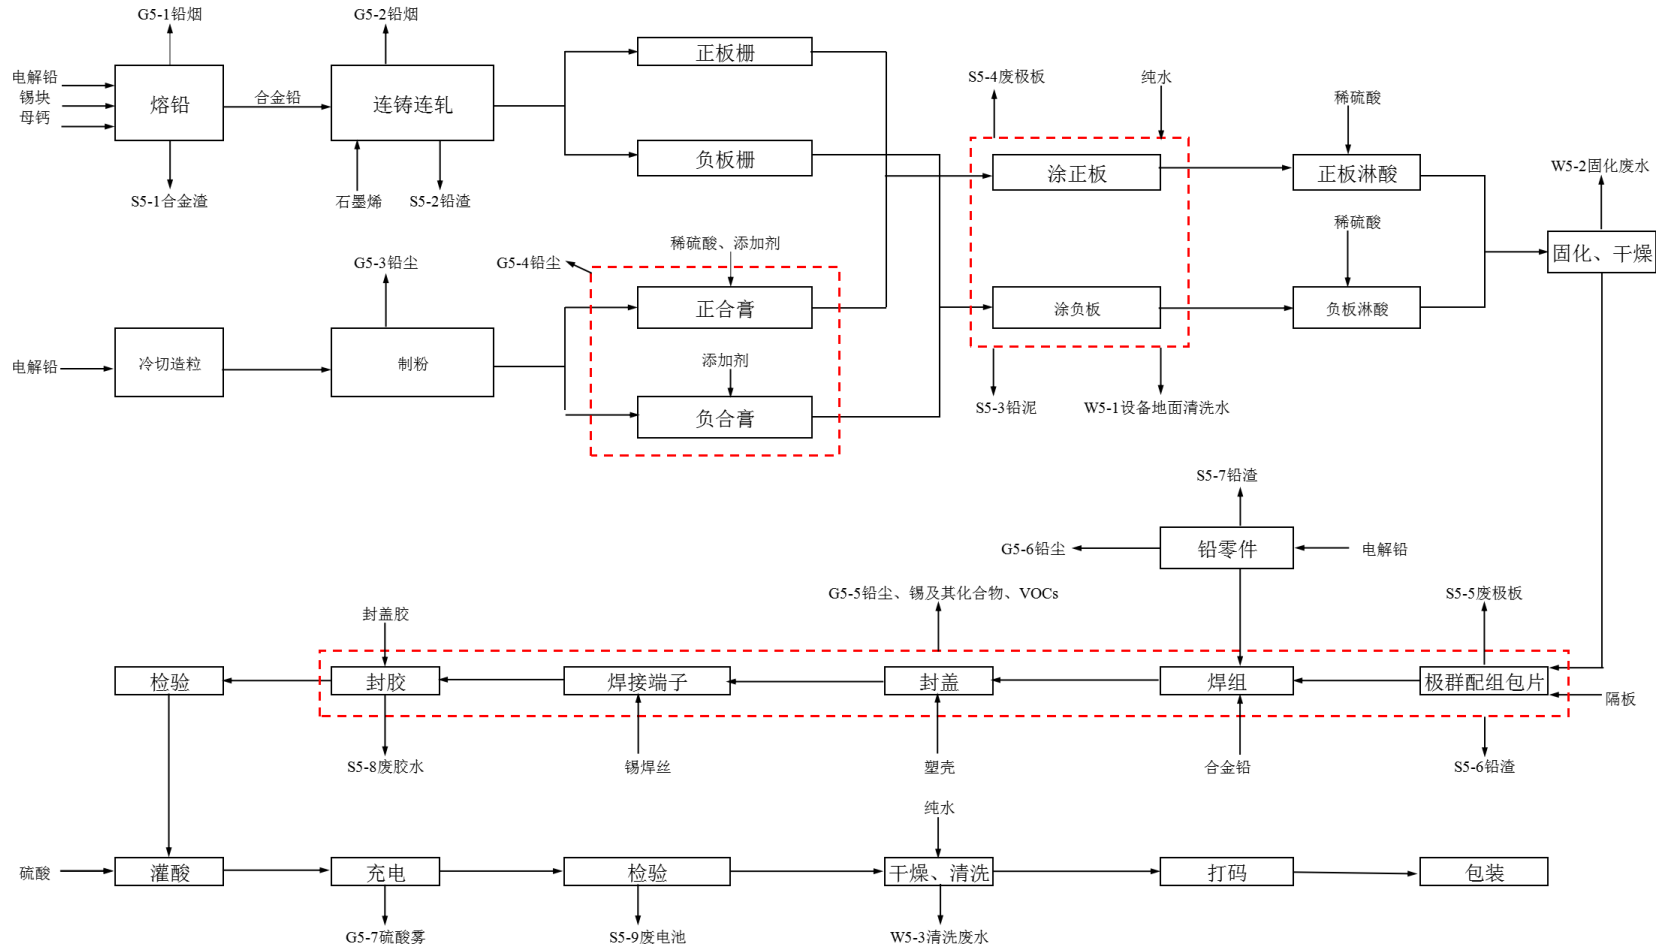 G5-1铅烟
G5-2铅烟
电解铅
锡块
母钙
熔铅
合金铅
连铸连轧
正板栅
负板栅
S5-1合金渣
石墨烯
S5-2铅渣
S5-4废极板
纯水
稀硫酸
涂正板
正板淋酸
W5-2固化废水
稀硫酸
固化、干燥
G5-3铅尘
G5-4铅尘
稀硫酸、添加剂
正合膏
涂负板
负板淋酸
电解铅
冷切造粒
制粉
添加剂
负合膏
S5-3铅泥
W5-1设备地面清洗水
S5-7铅渣
G5-6铅尘
铅零件
电解铅
G5-5铅尘、锡及其化合物、VOCs
S5-5废极板
封盖胶
检验
封胶
焊接端子
封盖
焊组
极群配组包片
隔板
S5-8废胶水
锡焊丝
塑壳
合金铅
S5-6铅渣
纯水
硫酸
灌酸
充电
检验
干燥、清洗
打码
包装
G5-7硫酸雾
S5-9废电池
W5-3清洗废水